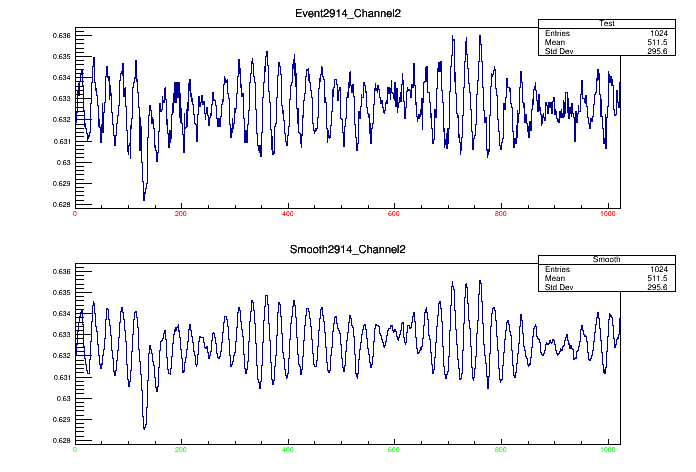 Event2914_Channel2
Test
Entries 1024
Mean 511.5
Std Dev 295.6
0.636
0.635
0.634
0.633
0.632
0.631
0.63
0.629
0.628
0 200 400 600 800 1000
Smooth2914_Channel2
Smooth
Entries 1024
Mean 511.5
Std Dev 295.6
0.636
0.635
0.634
0.633
0.632
0.631
0.63
0.629
0.628
0 200 400 600 800 1000